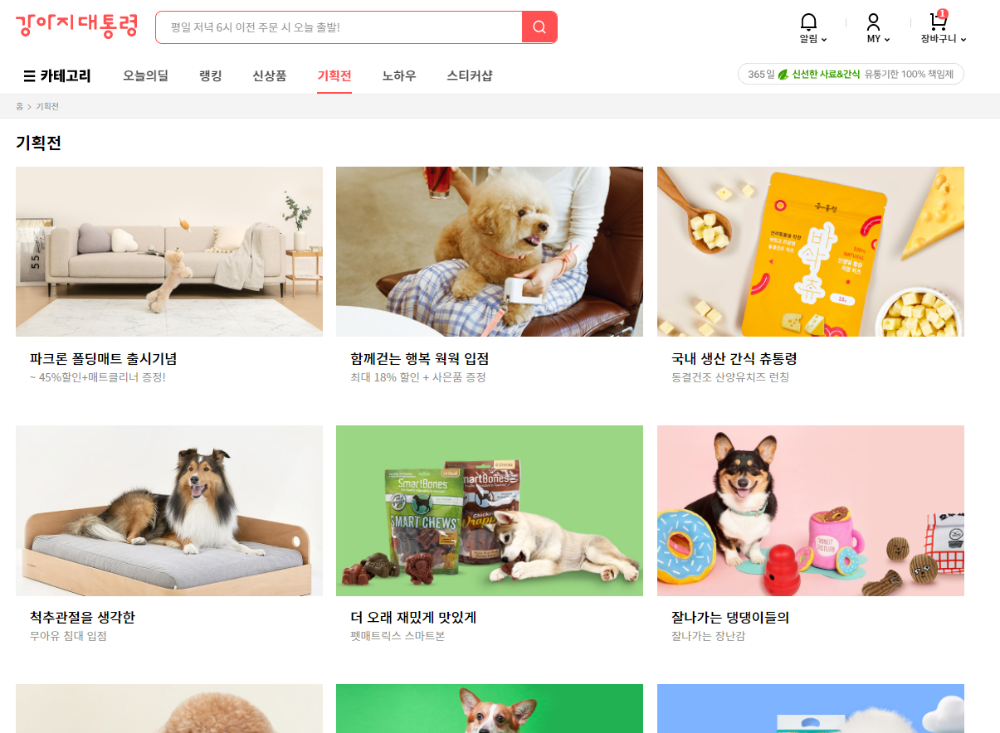 강아지대통령
평일 저녁 6시 이전 주문 시 오늘 출발!
알림
MY
1
장바구니
카테고리
오늘의딜
랭킹
신상품
기획전
노하우
스티커샵
365일 신선한 사료&간식 유통기한 100% 책임제
홈 > 기획전
기획전
55
츄통령
바삭츄
100%
NATURAL
파크론 폴딩매트 출시기념
~ 45%할인+매트클리너 증정!
함께걷는 행복 웍웍 입점
최대 18% 할인 + 사은품 증정
국내 생산 간식 츄통령
동결건조 산양유치즈 런칭
SmartBones
SMART CHEWS
martBones
Chicken
Wrapp
DONUT
DISTURB
척추관절을 생각한
무아유 침대 입점
더 오래 재밌게 맛있게
펫매트릭스 스마트본
잘나가는 댕댕이들의
잘나가는 장난감